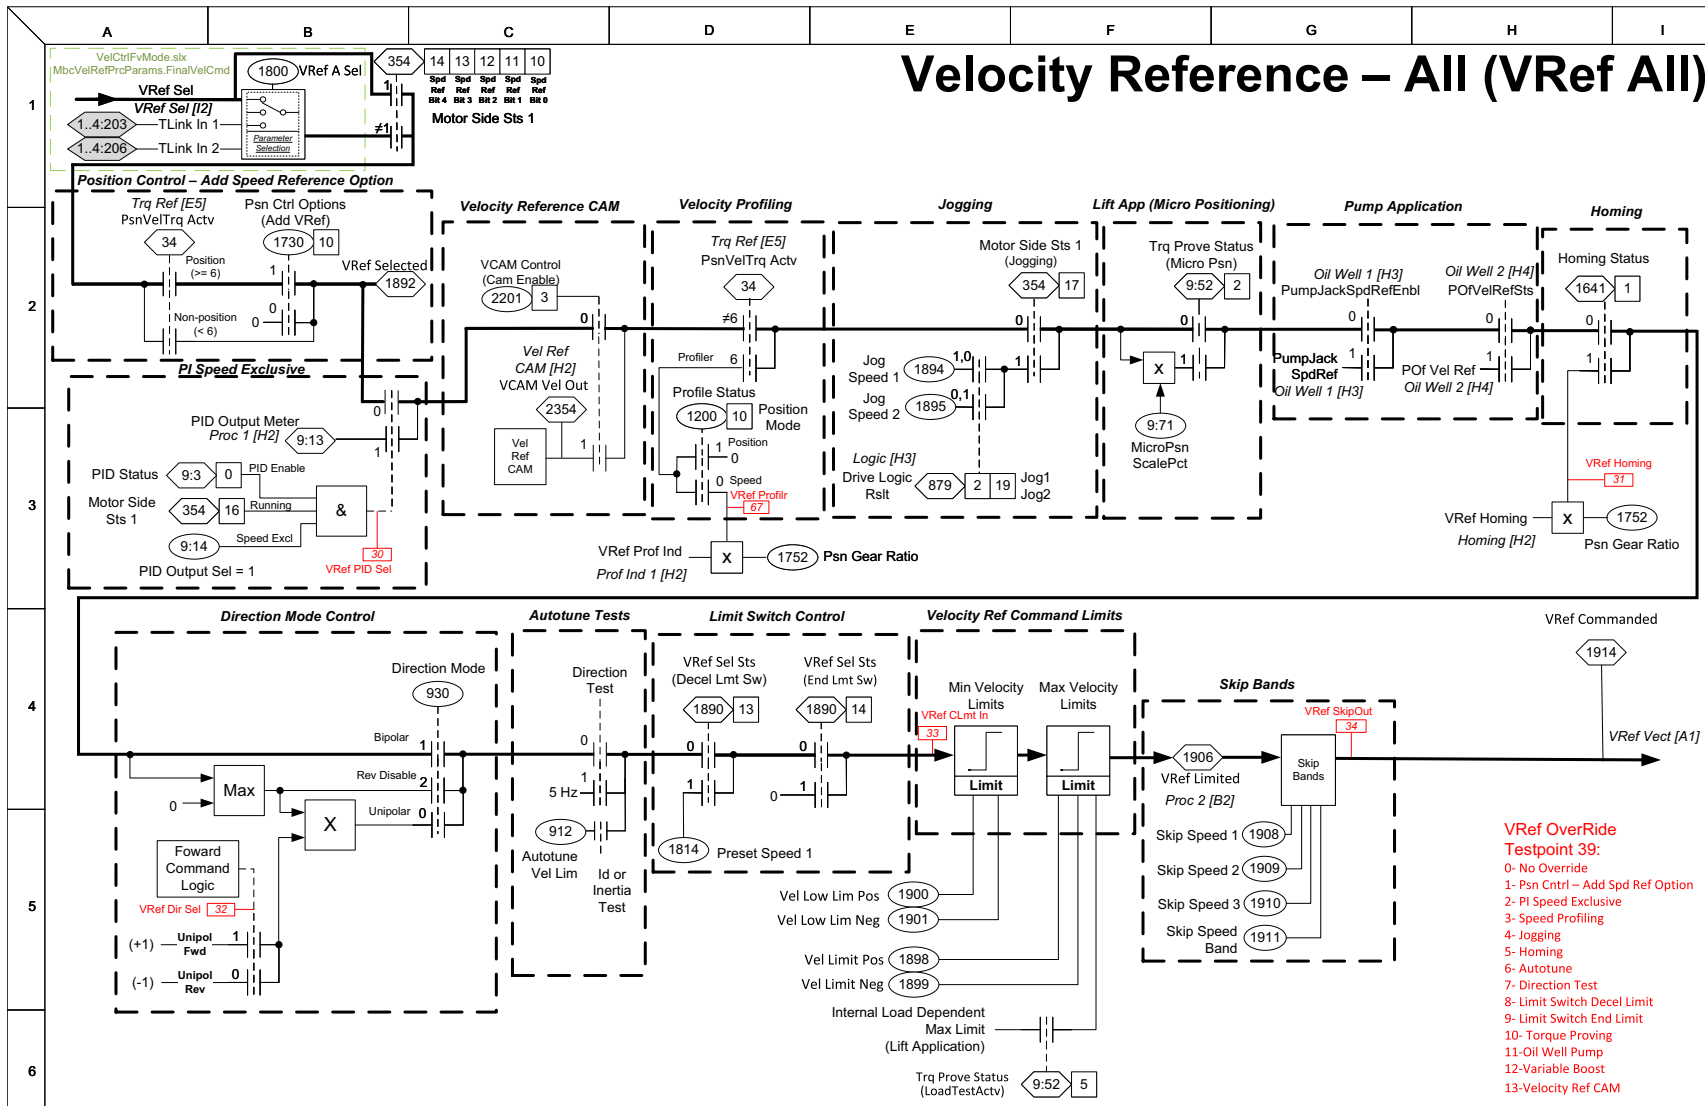 A B C D E F G H I
1
2
3
4
5
6
Velocity Reference – All (VRef All)
VelCtrlFvMode.slx
MbcVelRefPrcParams.FinalVelCmd
1800
VRef A Sel
VRef Sel
VRef Sel [I2]
1..4:203
TLink In 1
1..4:206
TLink In 2
Parameter
Selection
1
≠1
354
14 13 12 11 10
Spd Ref Bit 4
Spd Ref Bit 3
Spd Ref Bit 2
Spd Ref Bit 1
Spd Ref Bit 0
Motor Side Sts 1
Position Control – Add Speed Reference Option
Trq Ref [E5]
PsnVelTrq Actv
34
Position
(>= 6)
Non-position
(< 6)
Psn Ctrl Options
(Add VRef)
1730
10
1
0
0
VRef Selected
1892
PI Speed Exclusive
0
1
PID Output Meter
Proc 1 [H2]
9:13
PID Status
9:3
0
PID Enable
Motor Side
Sts 1
354
16
Running
9:14
Speed Excl
&
30
VRef PID Sel
PID Output Sel = 1
Velocity Reference CAM
VCAM Control
(Cam Enable)
2201
3
0
Vel Ref
CAM [H2]
VCAM Vel Out
2354
Vel
Ref
CAM
1
Velocity Profiling
Trq Ref [E5]
PsnVelTrq Actv
34
≠6
Profiler
6
Profile Status
1200
10
Position
Mode
1
Position
0
0
Speed
VRef Profilr
67
VRef Prof Ind
Prof Ind 1 [H2]
X
1752
Psn Gear Ratio
Jogging
Motor Side Sts 1
(Jogging)
354
17
0
1
Jog
Speed 1
1894
1,0
Jog
Speed 2
1895
0,1
Logic [H3]
Drive Logic
Rslt
879
2
19
Jog1
Jog2
Lift App (Micro Positioning)
Trq Prove Status
(Micro Psn)
9:52
2
0
X
1
9:71
MicroPsn
ScalePct
Pump Application
Oil Well 1 [H3]
PumpJackSpdRefEnbl
0
1
PumpJack
SpdRef
Oil Well 1 [H3]
Oil Well 2 [H4]
POfVelRefSts
0
1
POf Vel Ref
Oil Well 2 [H4]
Homing
Homing Status
1641
1
0
1
VRef Homing
31
VRef Homing
Homing [H2]
X
1752
Psn Gear Ratio
Direction Mode Control
Direction Mode
930
Bipolar
1
Rev Disable
2
Unipolar
0
Max
0
X
Foward
Command
Logic
VRef Dir Sel
32
(+1)
Unipol
Fwd
1
(-1)
Unipol
Rev
0
Autotune Tests
Direction
Test
0
1
5 Hz
912
Autotune
Vel Lim
Id or
Inertia
Test
Limit Switch Control
VRef Sel Sts
(Decel Lmt Sw)
1890
13
0
1
1814
Preset Speed 1
VRef Sel Sts
(End Lmt Sw)
1890
14
0
0
1
Velocity Ref Command Limits
VRef CLmt In
33
Min Velocity
Limits
Limit
Max Velocity
Limits
Limit
Vel Low Lim Pos
1900
Vel Low Lim Neg
1901
Vel Limit Pos
1898
Vel Limit Neg
1899
Internal Load Dependent
Max Limit
(Lift Application)
Trq Prove Status
(LoadTestActv)
9:52
5
Skip Bands
1906
VRef Limited
Proc 2 [B2]
VRef SkipOut
34
Skip
Bands
Skip Speed 1
1908
Skip Speed 2
1909
Skip Speed 3
1910
Skip Speed
Band
1911
VRef Commanded
1914
VRef Vect [A1]
VRef OverRide
Testpoint 39:
0- No Override
1- Psn Cntrl – Add Spd Ref Option
2- PI Speed Exclusive
3- Speed Profiling
4- Jogging
5- Homing
6- Autotune
7- Direction Test
8- Limit Switch Decel Limit
9- Limit Switch End Limit
10- Torque Proving
11-Oil Well Pump
12-Variable Boost
13-Velocity Ref CAM